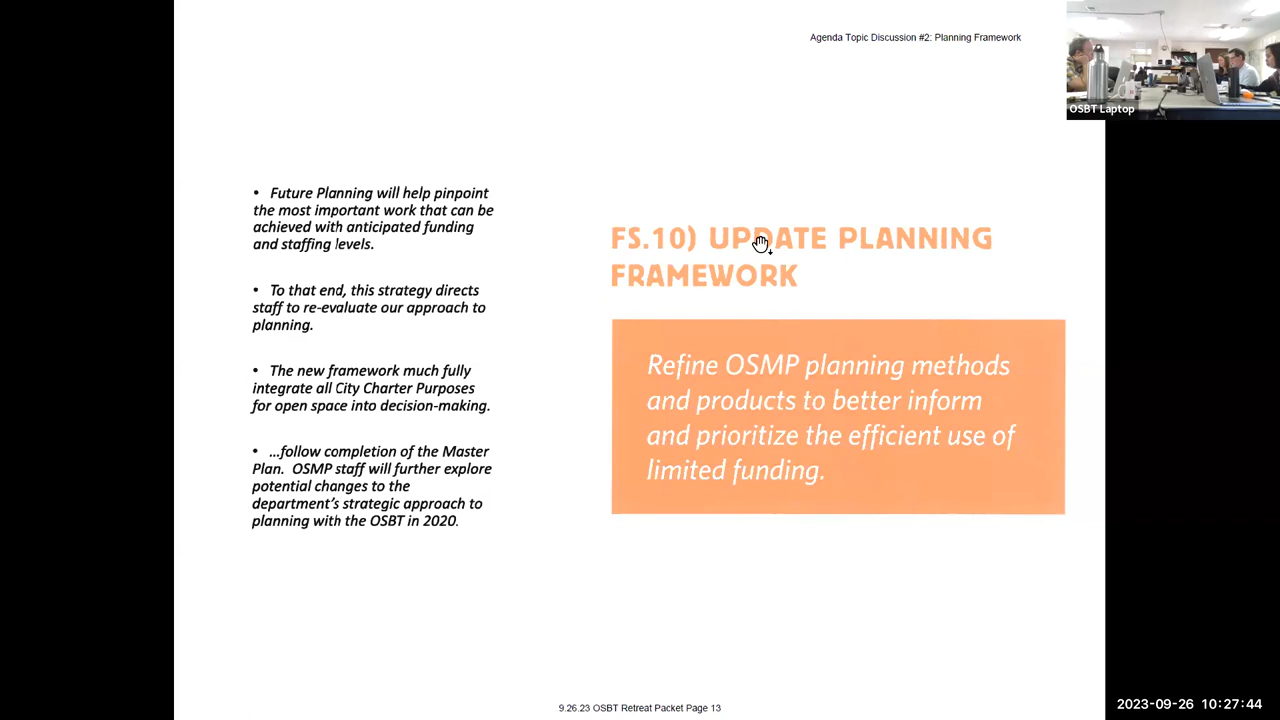 Agenda Topic Discussion #2: Planning Framework
OSBT Laptop
• Future Planning will help pinpoint
the most important work that can be
achieved with anticipated funding
and staffing levels.
• To that end, this strategy directs
staff to re-evaluate our approach to
planning.
• The new framework much fully
integrate all City Charter Purposes
for open space into decision-making.
• …follow completion of the Master
Plan. OSMP staff will further explore
potential changes to the
department's strategic approach to
planning with the OSBT in 2020.
FS.10) UPDATE PLANNING
FRAMEWORK
Refine OSMP planning methods
and products to better inform
and prioritize the efficient use of
limited funding.
9.26.23 OSBT Retreat Packet Page 13
2023-09-26 10:27:44